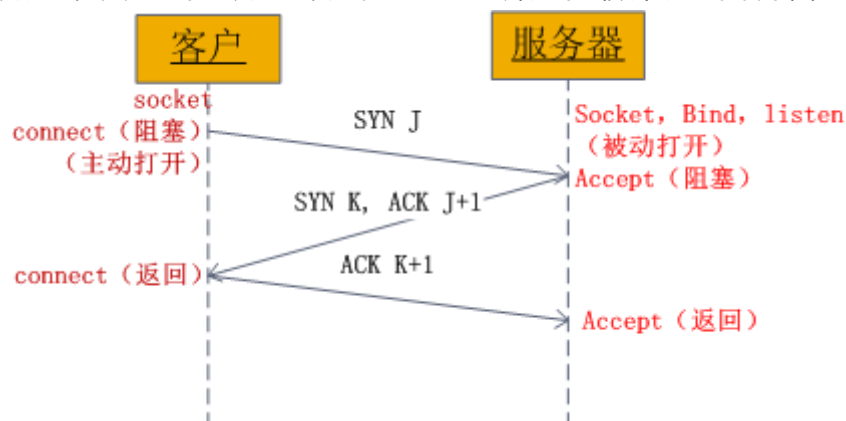 客户
服务器
socket
connect（阻塞）
（主动打开）
SYN J
Socket, Bind, listen
（被动打开）
Accept（阻塞）
SYN K, ACK J+1
connect（返回）
ACK K+1
Accept（返回）